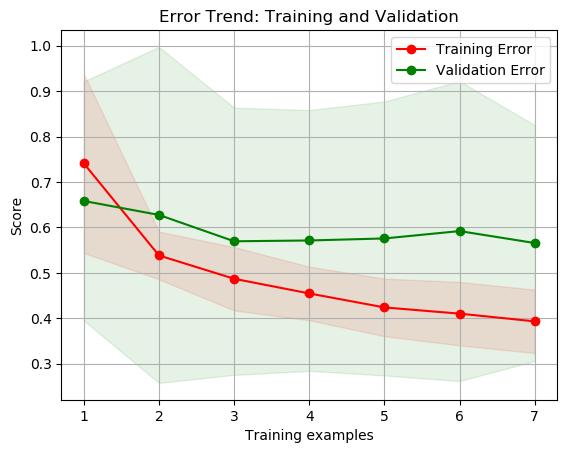 Error Trend: Training and Validation
Training Error
Validation Error
Score
1.0
0.9
0.8
0.7
0.6
0.5
0.4
0.3
1 2 3 4 5 6 7
Training examples